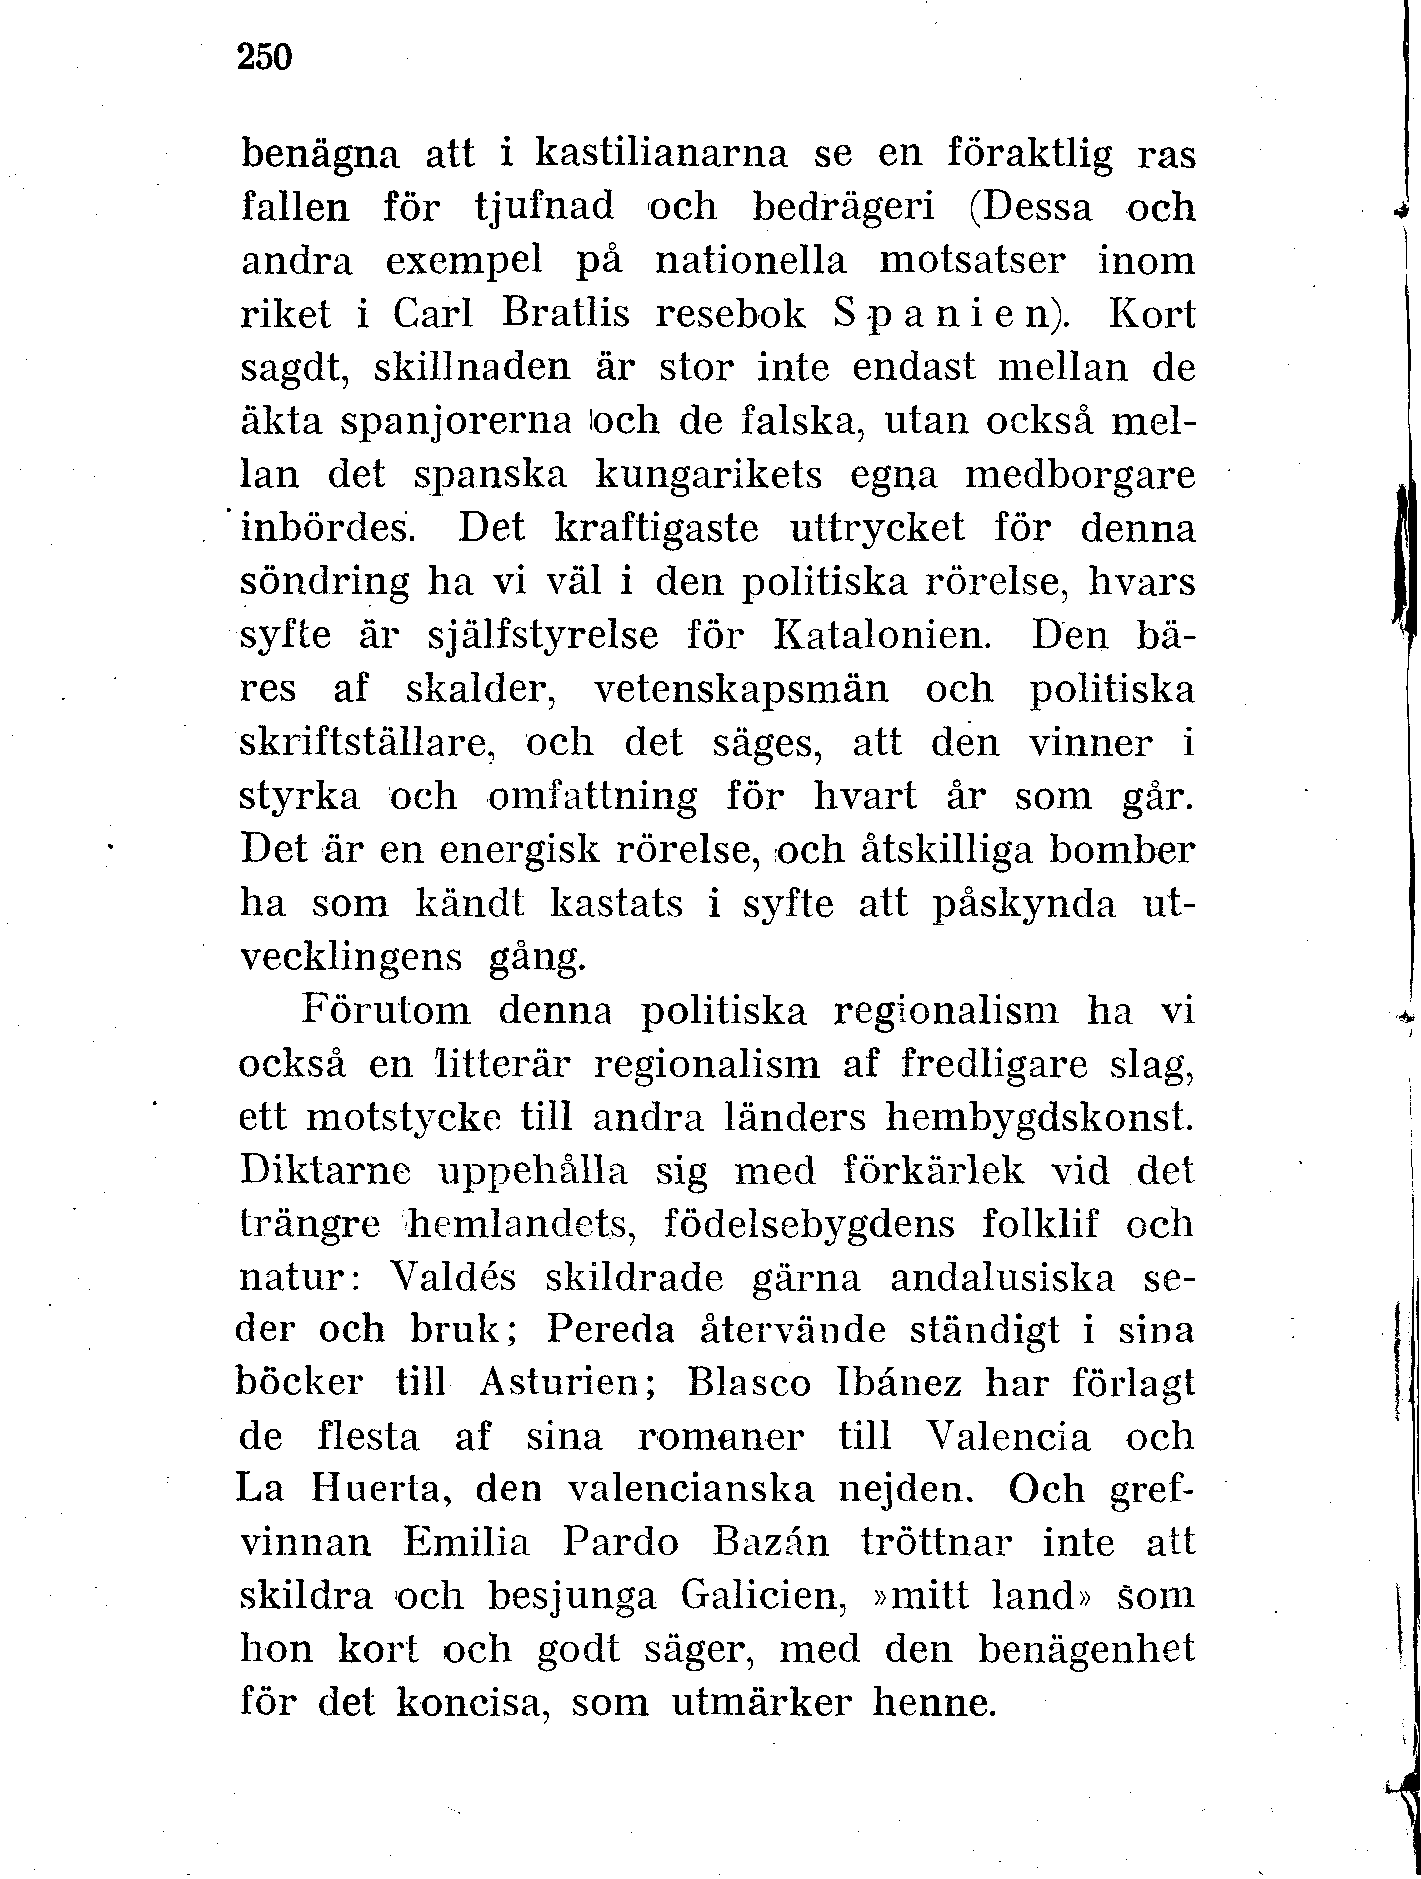 250
benägna att i kastilianarna se en föraktlig ras
fallen för tjufnad och bedrägeri (Dessa och
andra exempel på nationella motsatser inom
riket i Carl Bratlis resebok S p a n i e n). Kort
sagdt, skillnaden är stor inte endast mellan de
äkta spanjorerna och de falska, utan också mel-
lan det spanska kungarikets egna medborgare
inbördes. Det kraftigaste uttrycket för denna
söndring ha vi väl i den politiska rörelse, hvars
syfte är självstyrelse för Katalonien. Den bä-
res af skalder, vetenskapsmän och politiska
skriftställare, och det säges, att den vinner i
styrka och omfattning för hvart år som går.
Det är en energisk rörelse, och åtskilliga bomber
ha som kändt kastats i syfte att påskynda ut-
vecklingens gång.
Förutom denna politiska regionalism ha vi
också en litterär regionalism af fredligare slag,
ett motstycke till andra länders hembygdskonst.
Diktarne uppehålla sig med förkärlek vid det
trängre hemlandets, födelsebygdens folklif och
natur: Valdés skildrade gärna andalusiska se-
der och bruk; Pereda återvände ständigt i sina
böcker till Asturien; Blasco Ibánez har förlagt
de flesta af sina romaner till Valencia och
La Huerta, den valencianska nejden. Och gref-
vinnan Emilia Pardo Bazán tröttnar inte att
skildra och besjunga Galicien, »mitt land» som
hon kort och godt säger, med den benägenhet
för det koncisa, som utmärker henne.